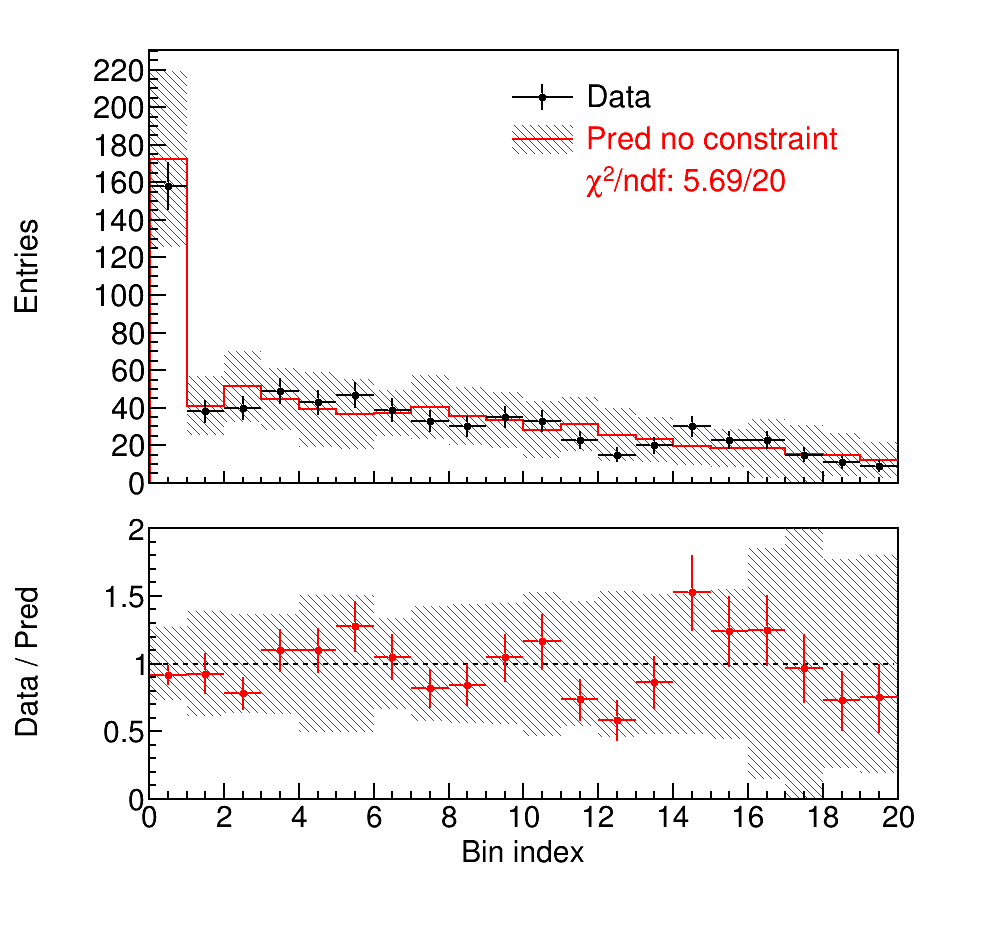 220
200
180
160
140
120
100
80
60
40
20
0
Entries
Data
Pred no constraint
χ²/ndf: 5.69/20
2
1.5
1
0.5
0
Data / Pred
0 2 4 6 8 10 12 14 16 18 20
Bin index